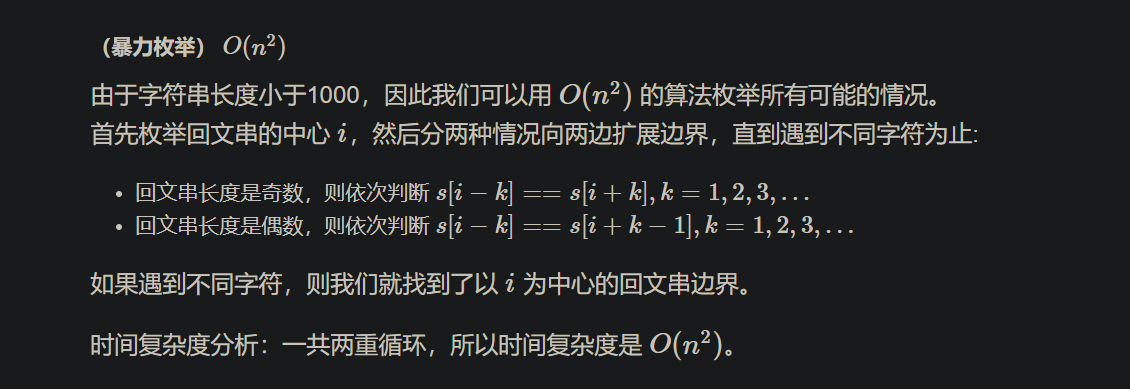 （暴力枚举） $O(n^2)$
由于字符串长度小于1000，因此我们可以用 $O(n^2)$ 的算法枚举所有可能的情况。
首先枚举回文串的中心 $i$，然后分两种情况向两边扩展边界，直到遇到不同字符为止:
• 回文串长度是奇数，则依次判断 $s[i-k]==s[i+k],k=1,2,3,\ldots$
• 回文串长度是偶数，则依次判断 $s[i-k]==s[i+k-1],k=1,2,3,\ldots$
如果遇到不同字符，则我们就找到了以 $i$ 为中心的回文串边界。
时间复杂度分析：一共两重循环，所以时间复杂度是 $O(n^2)$。